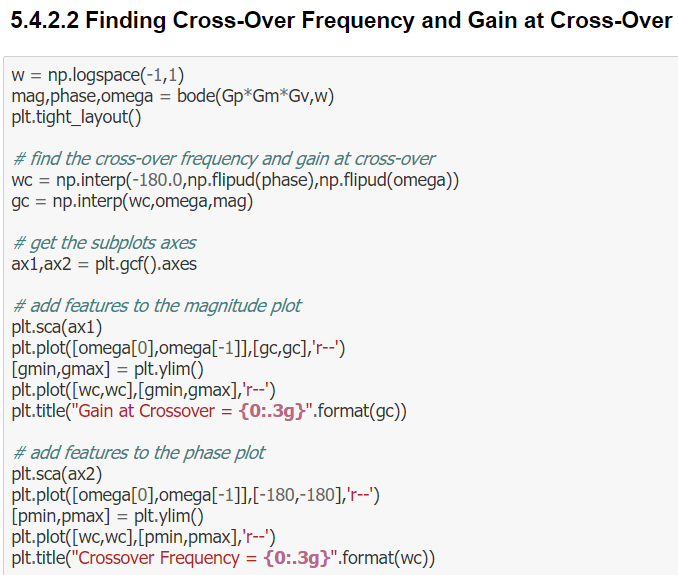 5.4.2.2 Finding Cross-Over Frequency and Gain at Cross-Over
w = np.logspace(-1,1)
mag,phase,omega = bode(Gp*Gm*Gv,w)
plt.tight_layout()
# find the cross-over frequency and gain at cross-over
wc = np.interp(-180.0,np.flipud(phase),np.flipud(omega))
gc = np.interp(wc,omega,mag)
# get the subplots axes
ax1,ax2 = plt.gcf().axes
# add features to the magnitude plot
plt.sca(ax1)
plt.plot([omega[0],omega[-1]],[gc,gc],'r--')
[gmin,gmax] = plt.ylim()
plt.plot([wc,wc],[gmin,gmax],'r--')
plt.title("Gain at Crossover = {0:.3g}".format(gc))
# add features to the phase plot
plt.sca(ax2)
plt.plot([omega[0],omega[-1]],[-180,-180],'r--')
[pmin,pmax] = plt.ylim()
plt.plot([wc,wc],[pmin,pmax],'r--')
plt.title("Crossover Frequency = {0:.3g}".format(wc))